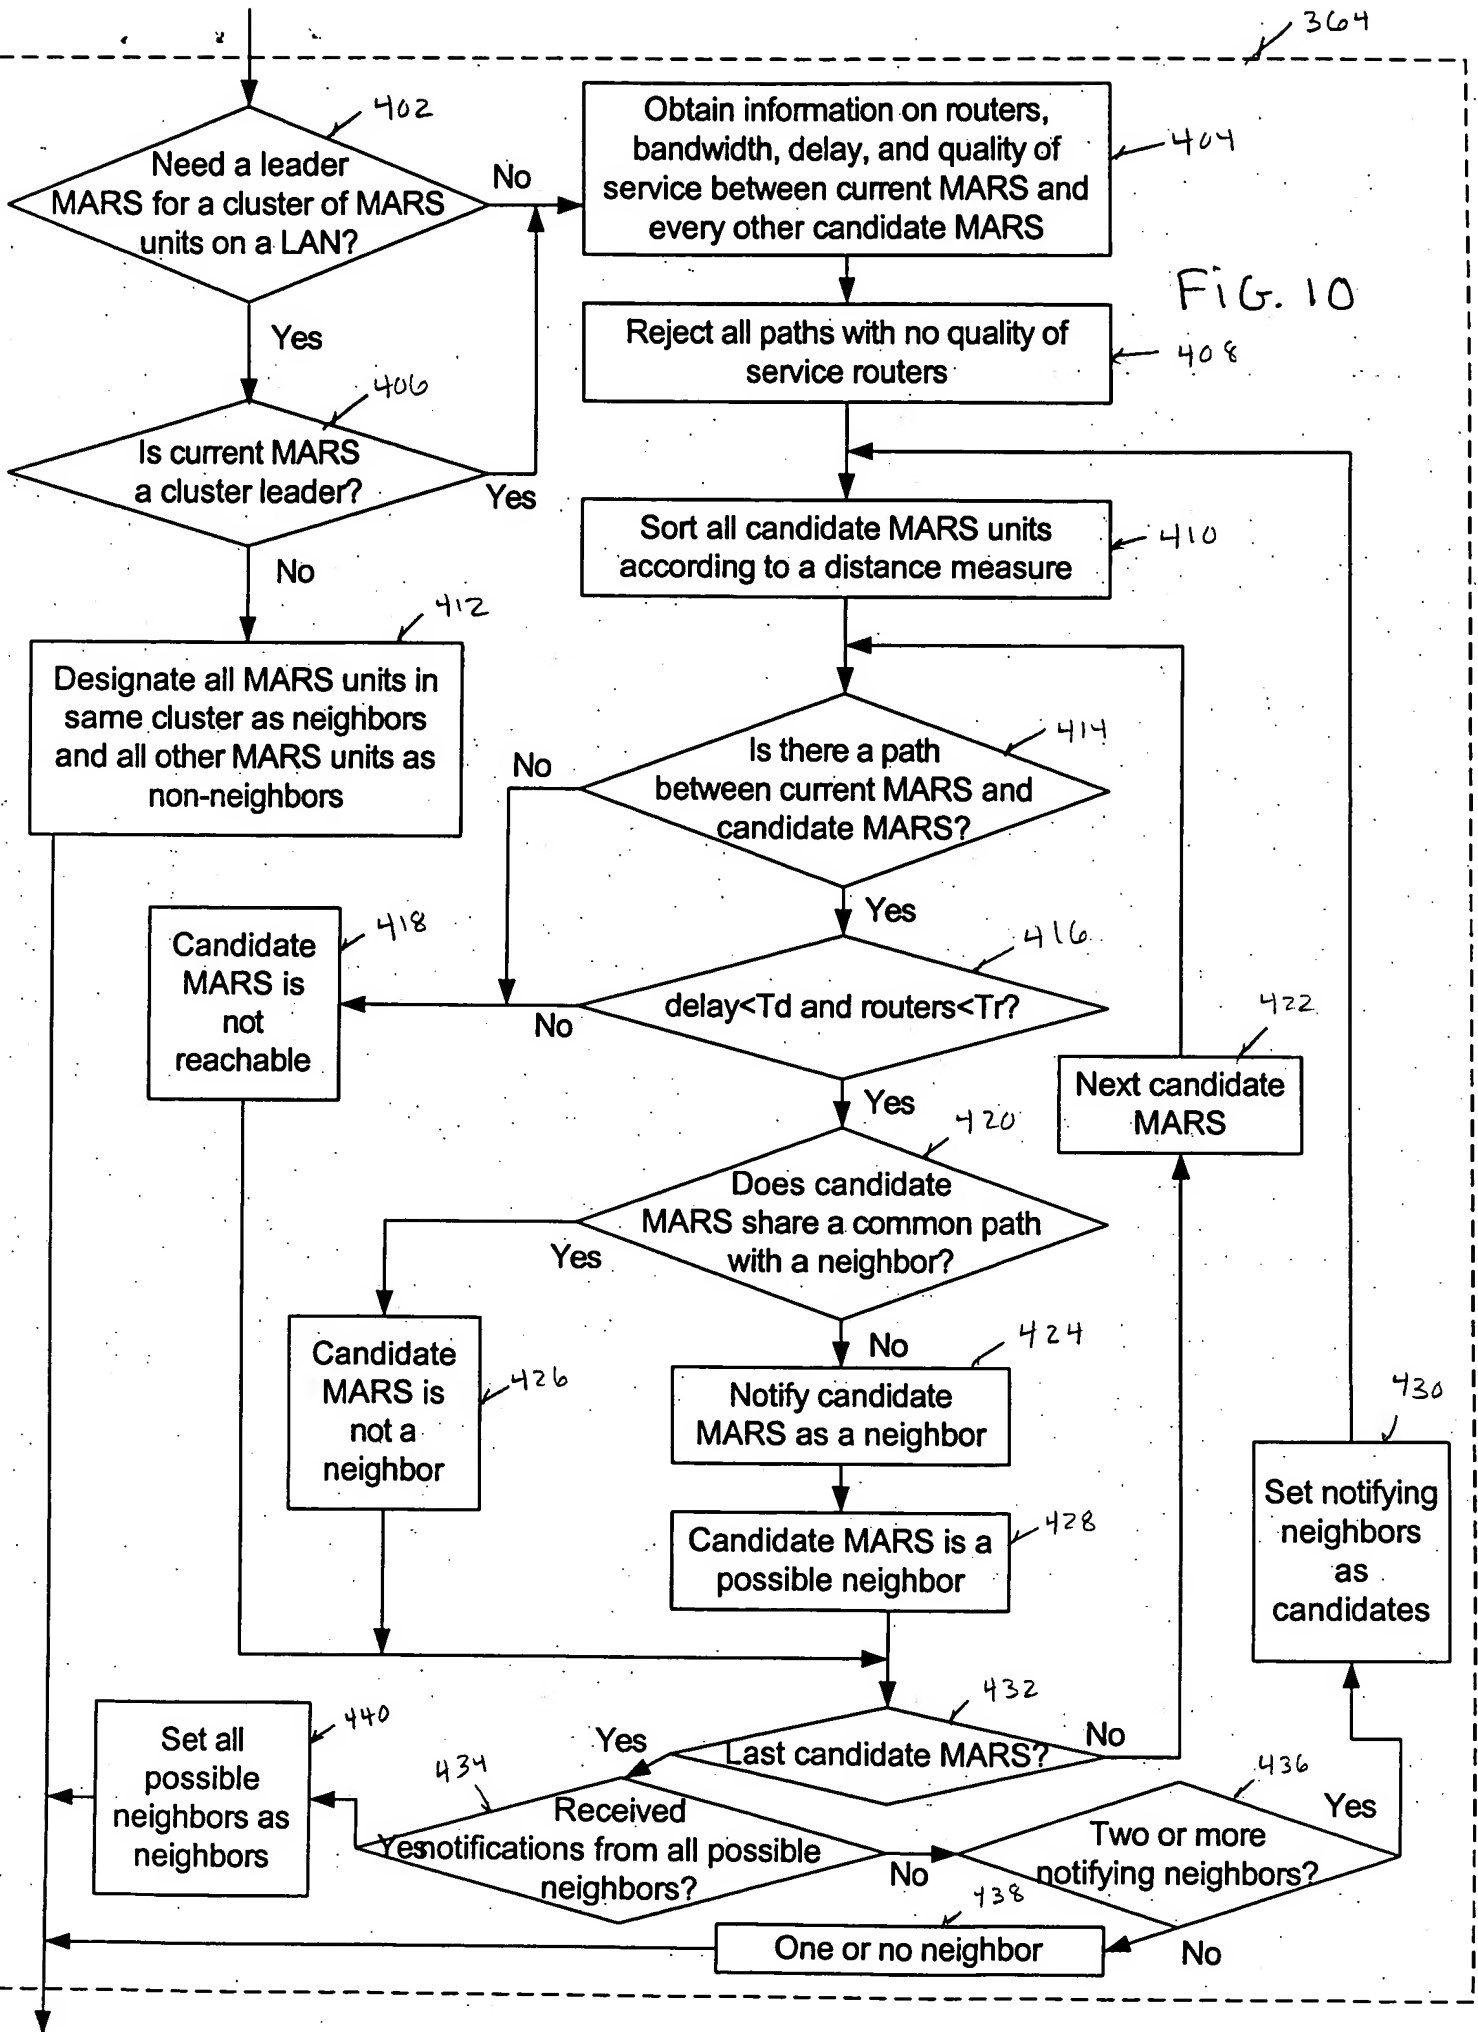 364
402
Need a leader
MARS for a cluster of MARS
units on a LAN?
No
Yes
Obtain information on routers,
bandwidth, delay, and quality of
service between current MARS and
every other candidate MARS
404
FiG. 10
Reject all paths with no quality of
service routers
408
406
Is current MARS
a cluster leader?
Yes
No
Sort all candidate MARS units
according to a distance measure
410
412
Designate all MARS units in
same cluster as neighbors
and all other MARS units as
non-neighbors
Is there a path
between current MARS and
candidate MARS?
414
No
Yes
Candidate
MARS is
not
reachable
418
delay<Td and routers<Tr?
416
No
Yes
422
Next candidate
MARS
420
Does candidate
MARS share a common path
with a neighbor?
Yes
No
Candidate
MARS is
not a
neighbor
426
424
Notify candidate
MARS as a neighbor
Candidate MARS is a
possible neighbor
428
430
Set notifying
neighbors
as
candidates
432
Last candidate MARS?
Yes
No
440
Set all
possible
neighbors as
neighbors
434
Received
notifications from all possible
neighbors?
Yes
No
436
Two or more
notifying neighbors?
Yes
No
438
One or no neighbor